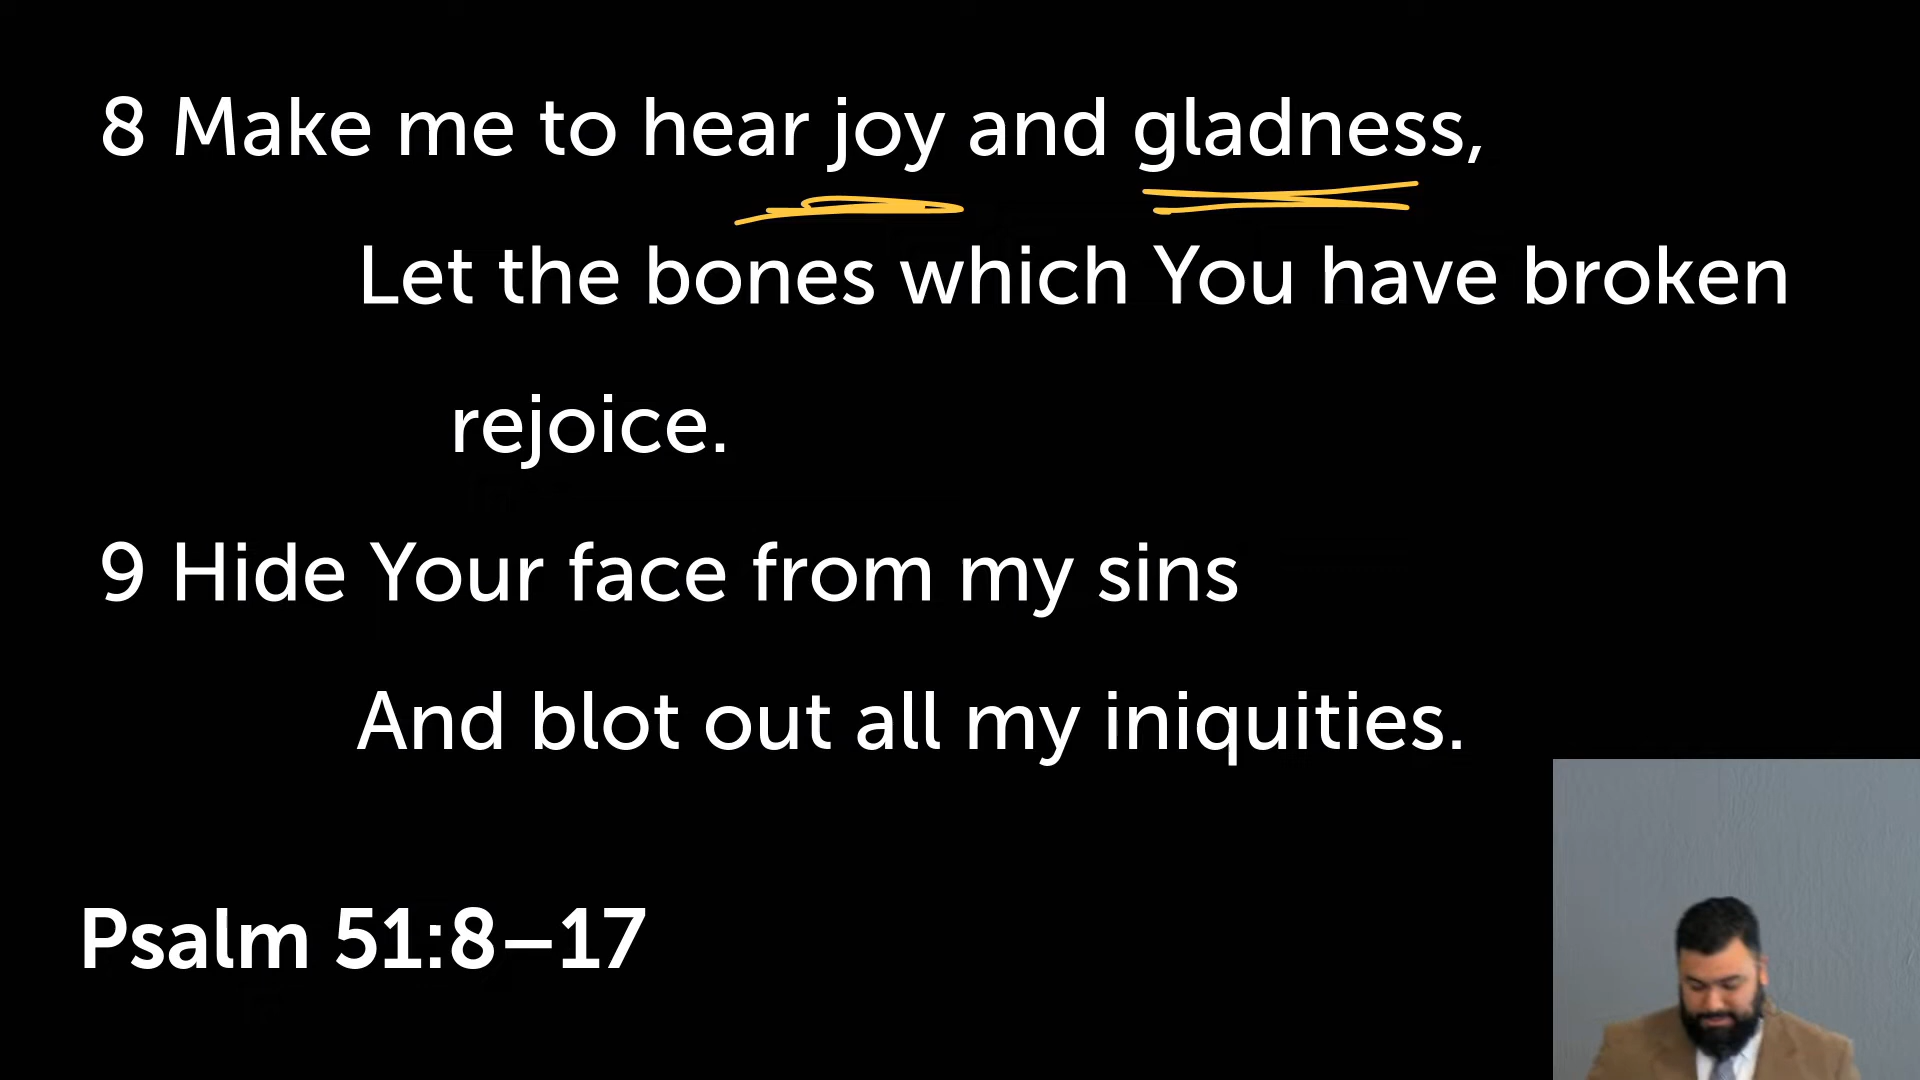 8 Make me to hear joy and gladness,
Let the bones which You have broken
rejoice.
9 Hide Your face from my sins
And blot out all my iniquities.
Psalm 51:8–17